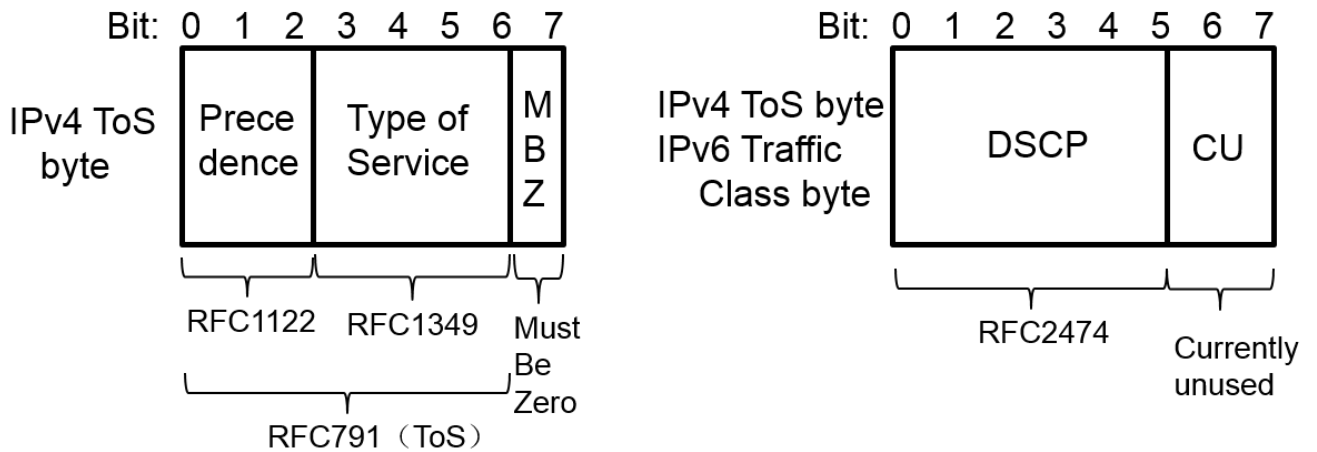 Bit: 0 1 2 3 4 5 6 7
IPv4 ToS
byte
Prece
dence
Type of
Service
M
B
Z
RFC1122
RFC1349
Must
Be
Zero
RFC791（ToS）
Bit: 0 1 2 3 4 5 6 7
IPv4 ToS byte
IPv6 Traffic
Class byte
DSCP
CU
RFC2474
Currently
unused